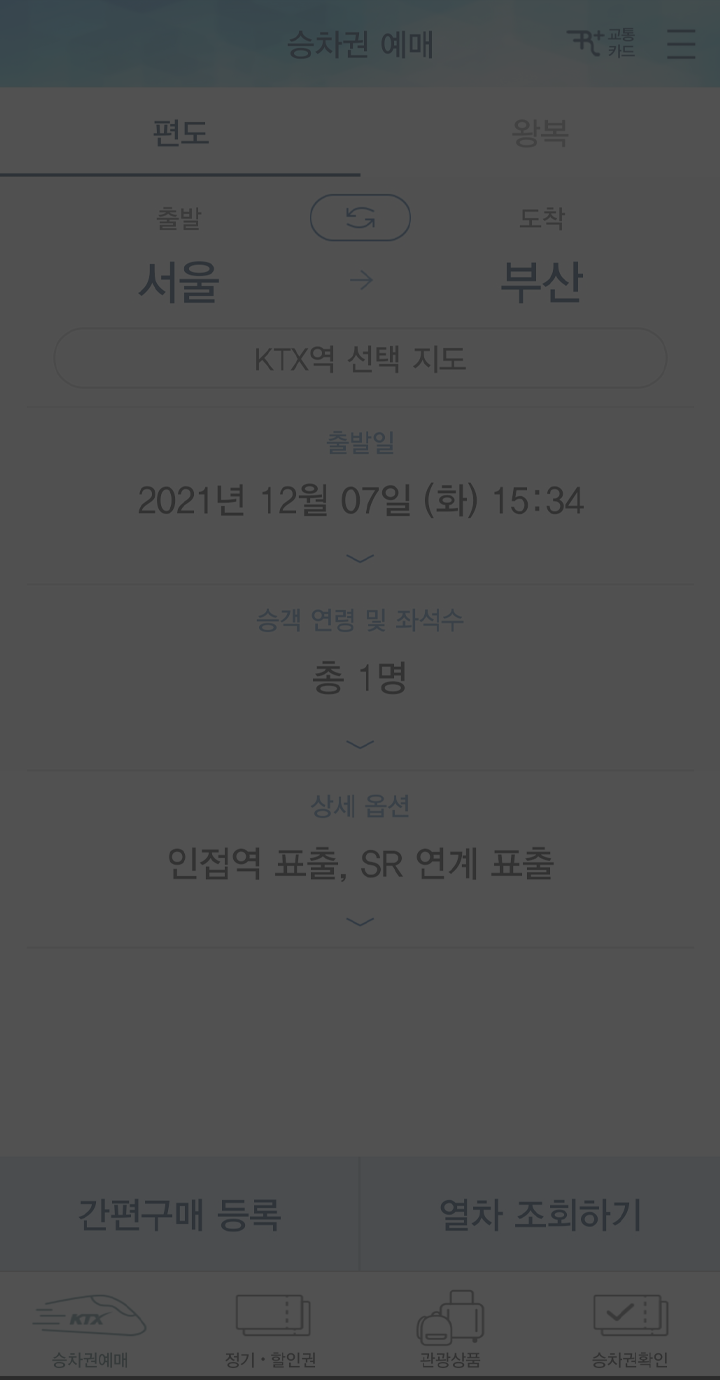 승차권 예매
R+ 교통
카드
편도
왕복
출발
도착
서울 → 부산
KTX역 선택 지도
출발일
2021년 12월 07일 (화) 15:34
승객 연령 및 좌석수
총 1명
상세 옵션
인접역 표출, SR 연계 표출
간편구매 등록
열차 조회하기
KTX
승차권예매
정기·할인권
관광상품
승차권확인